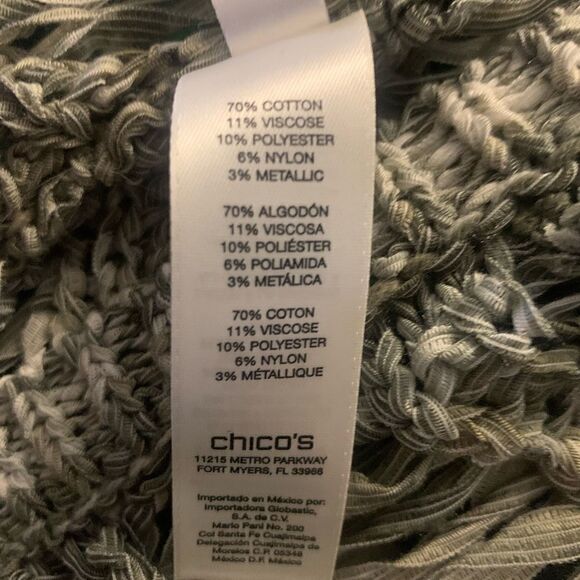 70% COTTON
11% VISCOSE
10% POLYESTER
6% NYLON
3% METALLIC
70% ALGODÓN
11% VISCOSA
10% POLIÉSTER
6% POLIAMIDA
3% METÁLICA
70% COTON
11% VISCOSE
10% POLYESTER
6% NYLON
3% MÉTALLIQUE
chico's
11215 METRO PARKWAY
FORT MYERS, FL 33966
Importado en México por:
Importadora Globastic,
S.A. de C.V.
Mario Pani No. 200
Col Santa Fe Cuajimalpa
Delegación Cuajimalpa de
Morelos C.P. 05348
México D.F. México